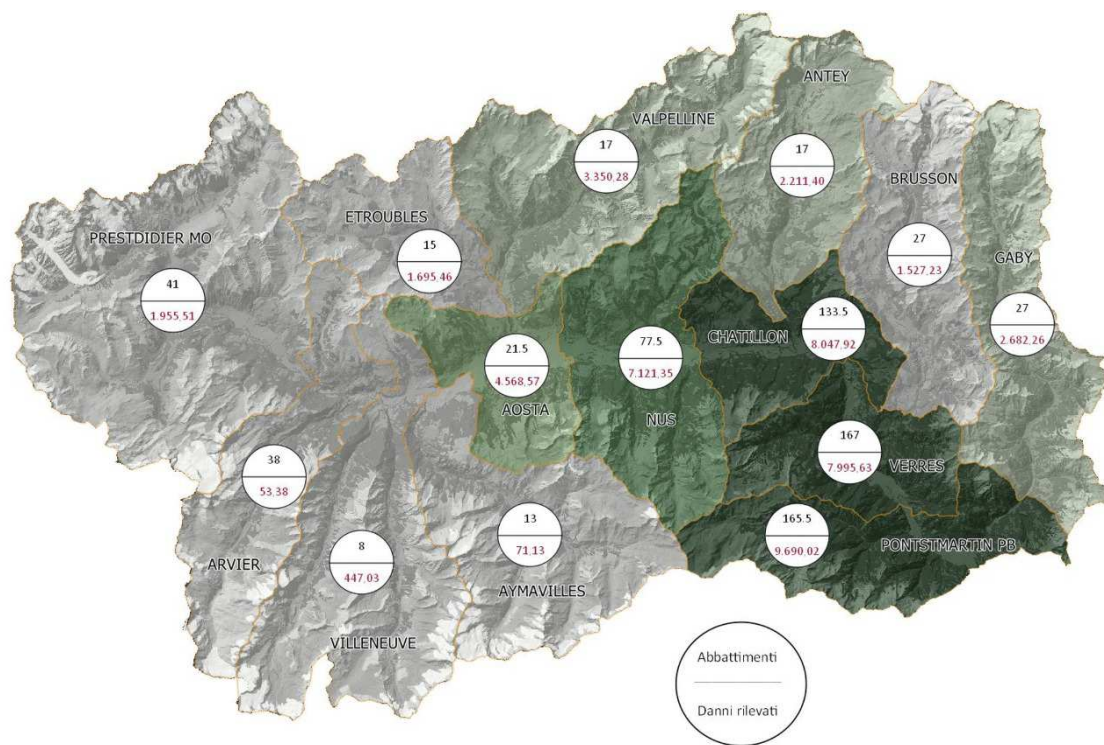 ANTEY
VALPELLINE
17
3.350,28
17
2.211,40
BRUSSON
27
1.527,23
ETROUBLES
15
1.695,46
PRESTDIDIER MO
41
1.955,51
GABY
27
2.682,26
133.5
8.047,92
CHATILLON
77.5
7.121,35
NUS
21.5
4.568,57
AOSTA
167
7.995,63
VERRES
38
53,38
ARVIER
13
71,13
AYMAVILLES
165.5
9.690,02
PONTSTMARTIN PB
8
447,03
VILLENEUVE
Abbattimenti
Danni rilevati